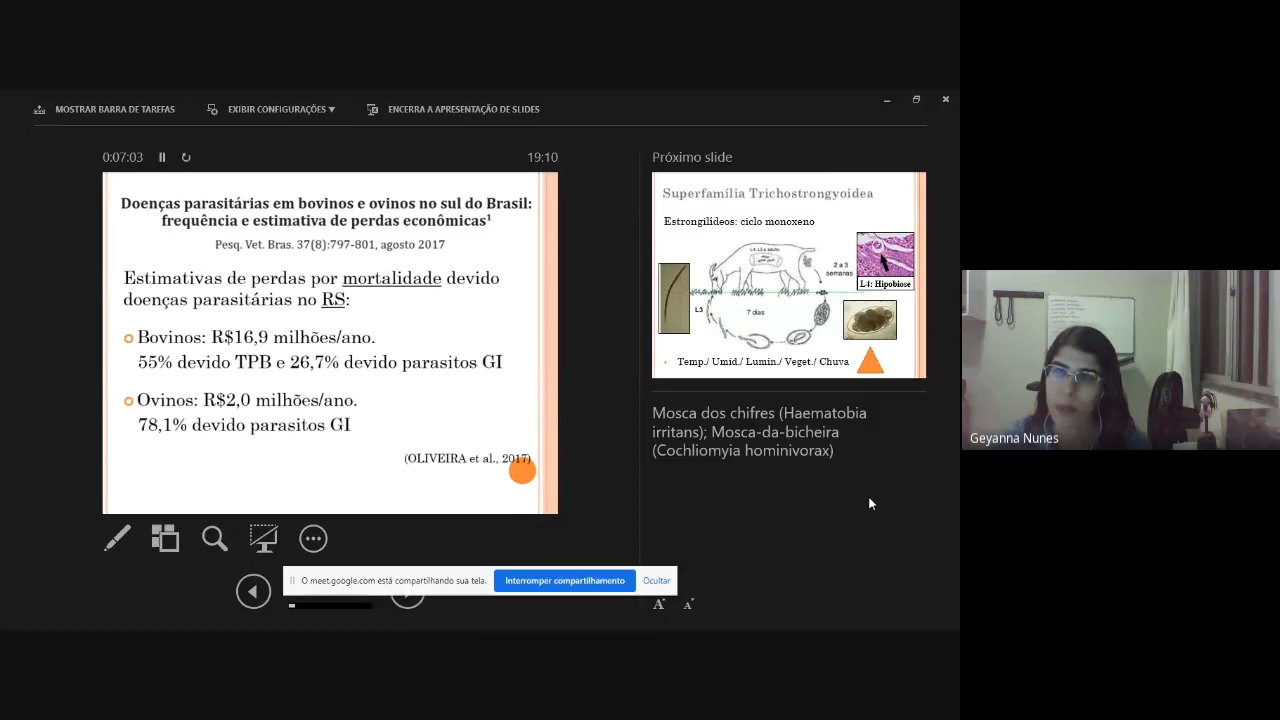 MOSTRAR BARRA DE TAREFAS
EXIBIR CONFIGURAÇÕES ▾
ENCERRA A APRESENTAÇÃO DE SLIDES
0:07:03
19:10
Doenças parasitárias em bovinos e ovinos no sul do Brasil:
frequência e estimativa de perdas econômicas¹
Pesq. Vet. Bras. 37(8):797-801, agosto 2017
Estimativas de perdas por mortalidade devido
doenças parasitárias no RS:
Bovinos: R$16,9 milhões/ano.
55% devido TPB e 26,7% devido parasitos GI
Ovinos: R$2,0 milhões/ano.
78,1% devido parasitos GI
(OLIVEIRA et al., 2017)
Próximo slide
Superfamília Trichostrongyoidea
Estrongilídeos: ciclo monoxeno
L4, L5 e adulto
2 a 3
semanas
L4: Hipobiose
L3
7 dias
Temp./ Umid./ Lumin./ Veget./ Chuva
Mosca dos chifres (Haematobia
irritans); Mosca-da-bicheira
(Cochliomyia hominivorax)
Geyanna Nunes
O meet.google.com está compartilhando sua tela.
Interromper compartilhamento
Ocultar
A A